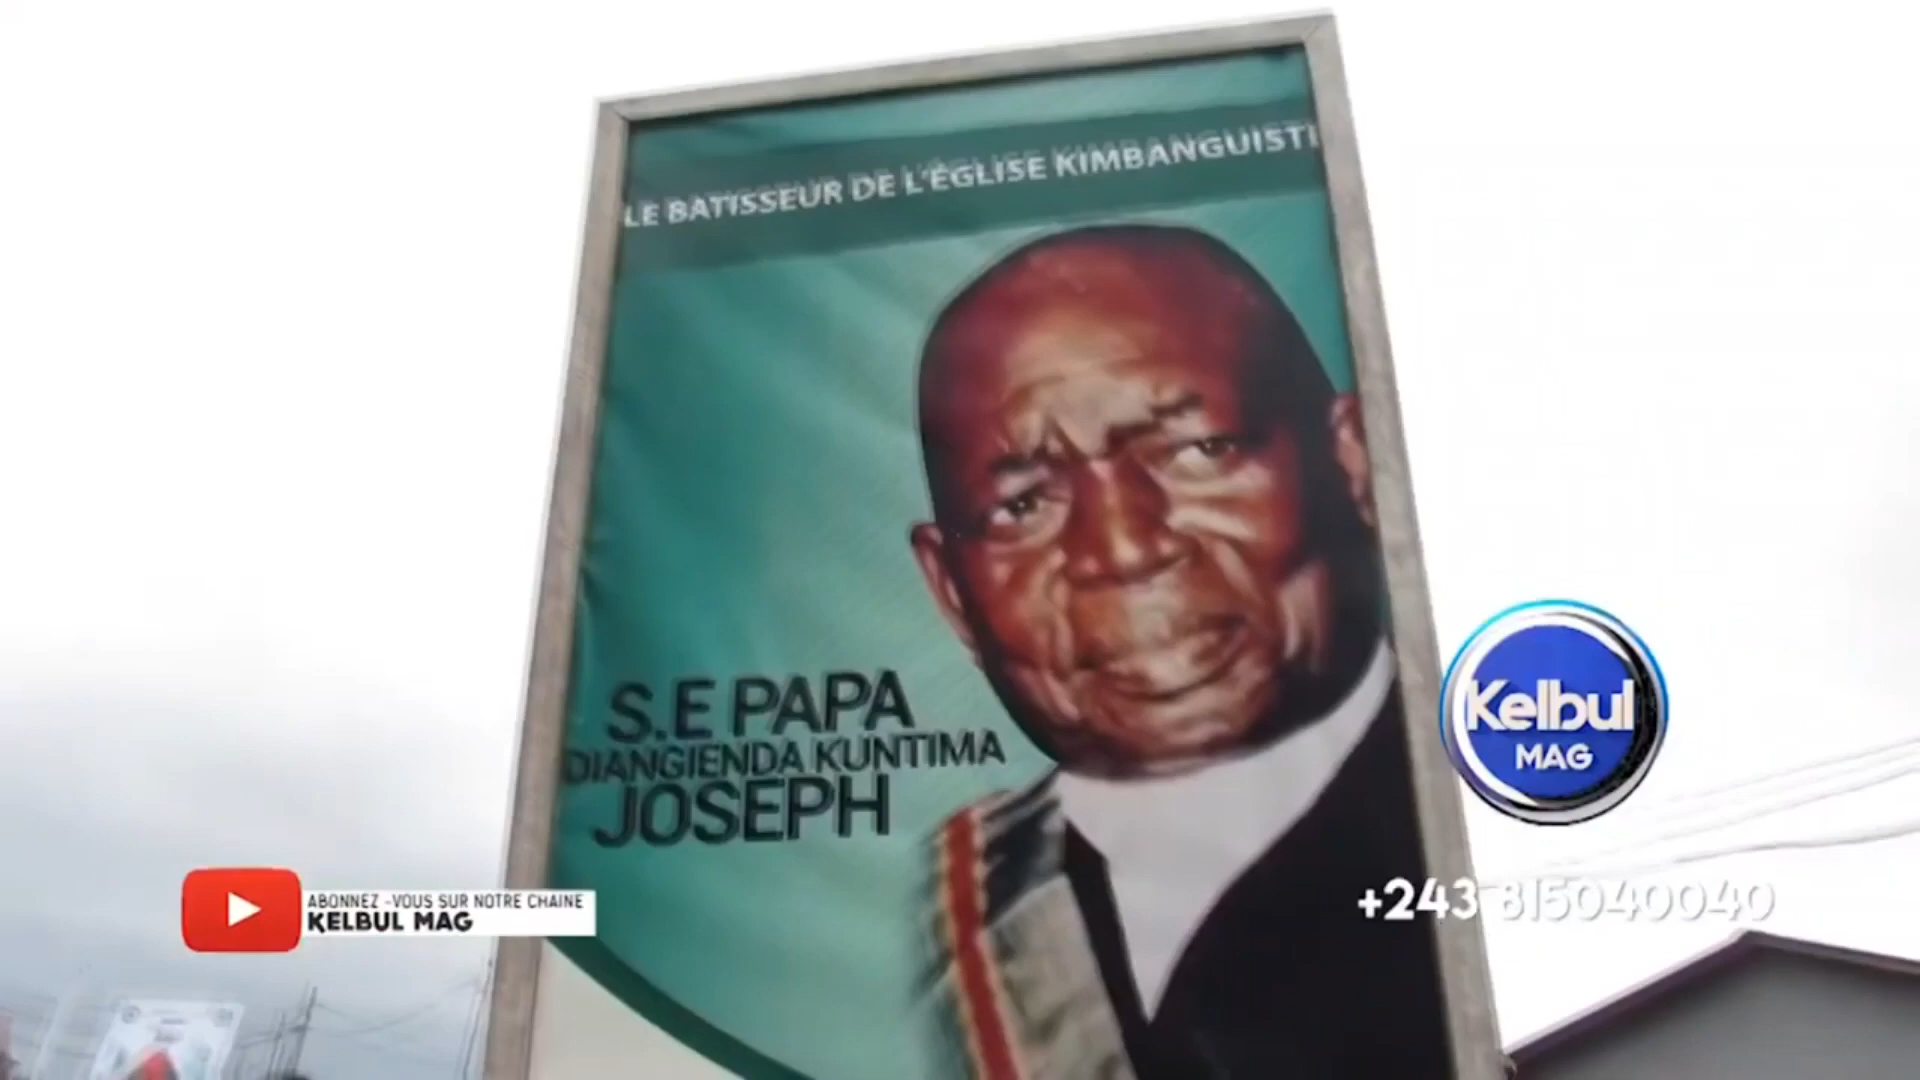 LE BATISSEUR DE L'ÉGLISE KIMBANGUISTE
S.E PAPA
DIANGIENDA KUNTIMA
JOSEPH
Kelbul
MAG
ABONNEZ -VOUS SUR NOTRE CHAINE
KELBUL MAG
+243 815040040